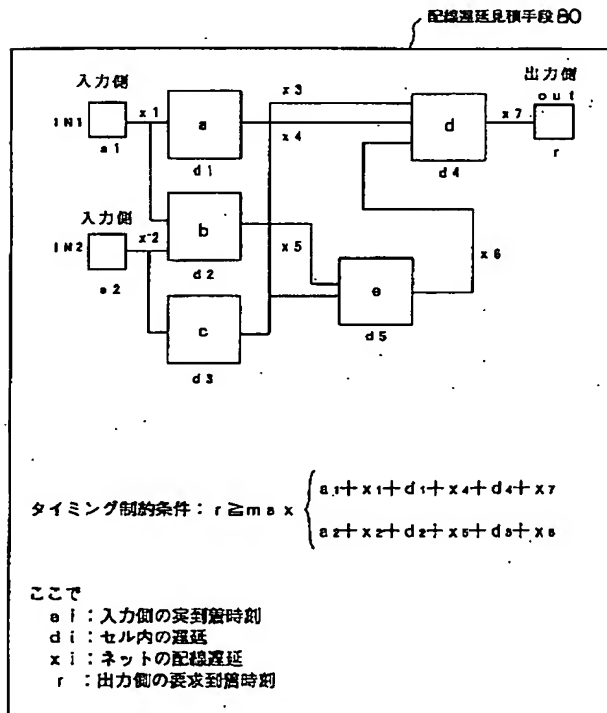 配線遅延見積手段80
入力側
出力側
out
IN1
x1
a1
a
d1
x3
x4
d
d4
x7
r
入力側
IN2
x2
a2
b
d2
x5
x6
e
d5
c
d3
タイミング制約条件：r≧max
a1+x1+d1+x4+d4+x7
a2+x2+d2+x5+d3+x6
ここで
ai：入力側の実到着時刻
di：セル内の遅延
xi：ネットの配線遅延
r：出力側の要求到着時刻